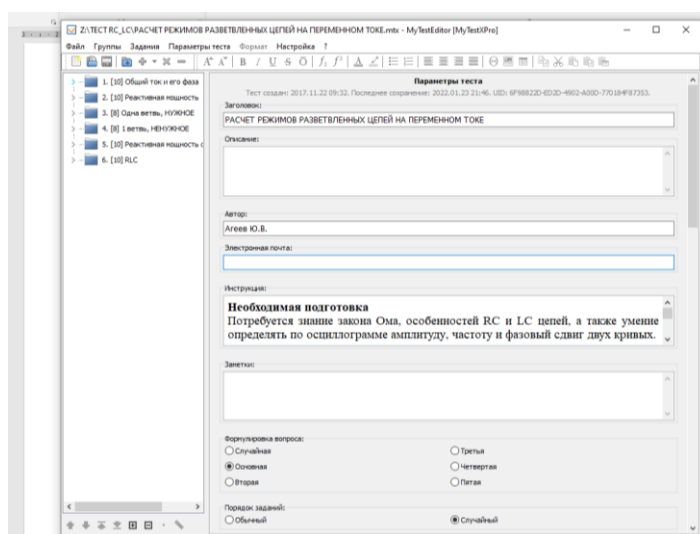 Z:\ТЕСТ RC_LC\РАСЧЕТ РЕЖИМОВ РАЗВЕТВЛЕННЫХ ЦЕПЕЙ НА ПЕРЕМЕННОМ ТОКЕ.mtx - MyTestEditor [MyTestXPro]
Файл Группы Задания Параметры теста Формат Настройка ?
1. [10] Общий ток и его фаза
2. [10] Реактивная мощность
3. [8] Одна ветвь, НУЖНОЕ
4. [8] 1 ветвь, НЕНУЖНОЕ
5. [10] Реактивная мощность с
6. [10] RLC
Параметры теста
Тест создан: 2017.11.22 09:32. Последнее сохранение: 2022.01.23 21:46. UID:
Заголовок:
РАСЧЕТ РЕЖИМОВ РАЗВЕТВЛЕННЫХ ЦЕПЕЙ НА ПЕРЕМЕННОМ ТОКЕ
Описание:
Автор:
Агеев Ю.В.
Электронная почта:
Инструкция:
Необходимая подготовка
Потребуется знание закона Ома, особенностей RC и LC цепей, а также умение
определять по осциллограмме амплитуду, частоту и фазовый сдвиг двух кривых.
Заметки:
Формулировка вопроса:
Случайная Третья
Основная Четвертая
Вторая Пятая
Порядок заданий:
Обычный Случайный